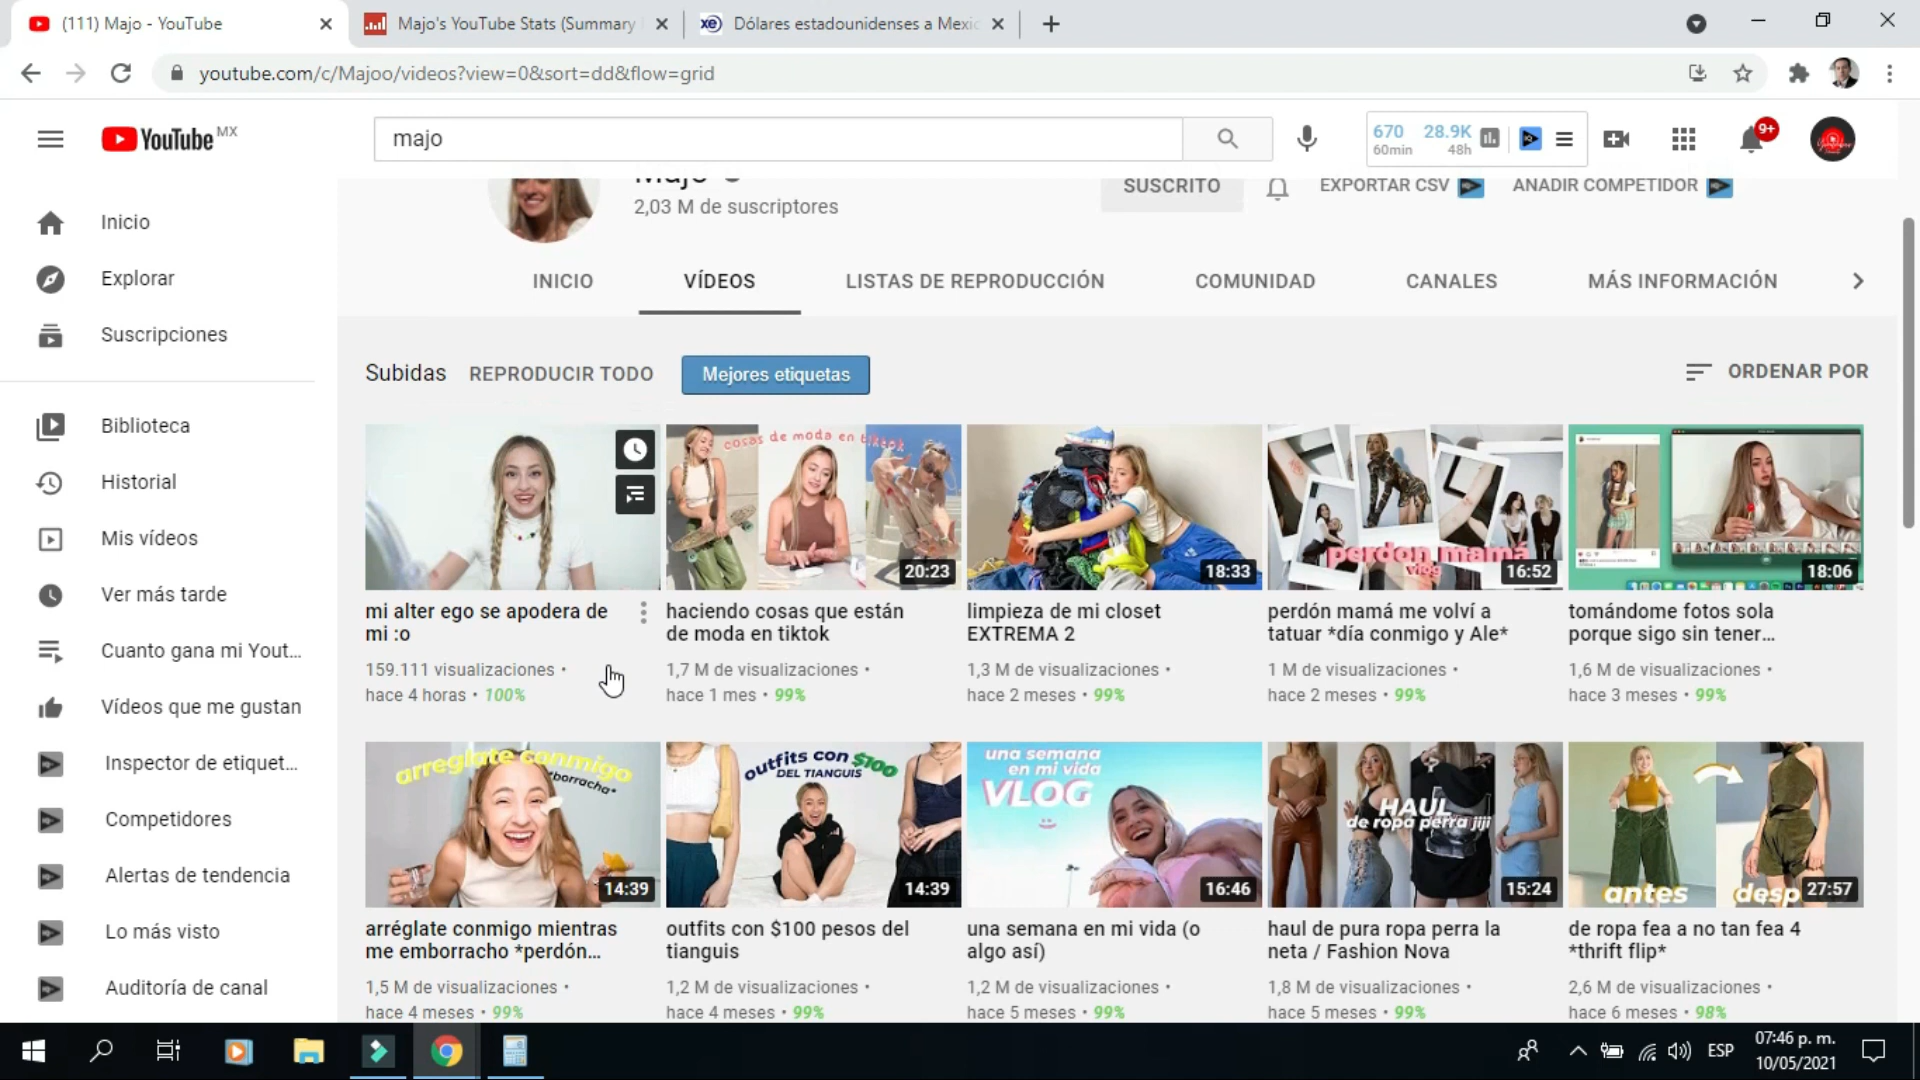 (111) Majo - YouTube
Majo's YouTube Stats (Summary
xe
Dólares estadounidenses a Mexic
youtube.com/c/Majoo/videos?view=0&sort=dd&flow=grid
YouTube MX
majo
670
60min
28.9K
48h
9+
2,03 M de suscriptores
SUSCRITO
EXPORTAR CSV
ANADIR COMPETIDOR
INICIO
VÍDEOS
LISTAS DE REPRODUCCIÓN
COMUNIDAD
CANALES
MÁS INFORMACIÓN
Inicio
Explorar
Suscripciones
Biblioteca
Historial
Mis vídeos
Ver más tarde
Cuanto gana mi Yout...
Vídeos que me gustan
Inspector de etiquet...
Competidores
Alertas de tendencia
Lo más visto
Auditoría de canal
Subidas
REPRODUCIR TODO
Mejores etiquetas
ORDENAR POR
mi alter ego se apodera de
mi :o
159.111 visualizaciones •
hace 4 horas • 100%
cosas de moda en tiktok
20:23
haciendo cosas que están
de moda en tiktok
1,7 M de visualizaciones •
hace 1 mes • 99%
18:33
limpieza de mi closet
EXTREMA 2
1,3 M de visualizaciones •
hace 2 meses • 99%
perdon mamá
vlog
16:52
perdón mamá me volví a
tatuar *día conmigo y Ale*
1 M de visualizaciones •
hace 2 meses • 99%
18:06
tomándome fotos sola
porque sigo sin tener...
1,6 M de visualizaciones •
hace 3 meses • 99%
arreglate conmigo
*borracha*
14:39
arréglate conmigo mientras
me emborracho *perdón...
1,5 M de visualizaciones •
hace 4 meses • 99%
outfits con $100
DEL TIANGUIS
14:39
outfits con $100 pesos del
tianguis
1,2 M de visualizaciones •
hace 4 meses • 99%
una semana
en mi vida
VLOG
16:46
una semana en mi vida (o
algo así)
1,2 M de visualizaciones •
hace 5 meses • 99%
HAUL
de ropa perra jiji
15:24
haul de pura ropa perra la
neta / Fashion Nova
1,8 M de visualizaciones •
hace 5 meses • 99%
antes
desp
27:57
de ropa fea a no tan fea 4
*thrift flip*
2,6 M de visualizaciones •
hace 6 meses • 98%
ESP
07:46 p. m.
10/05/2021